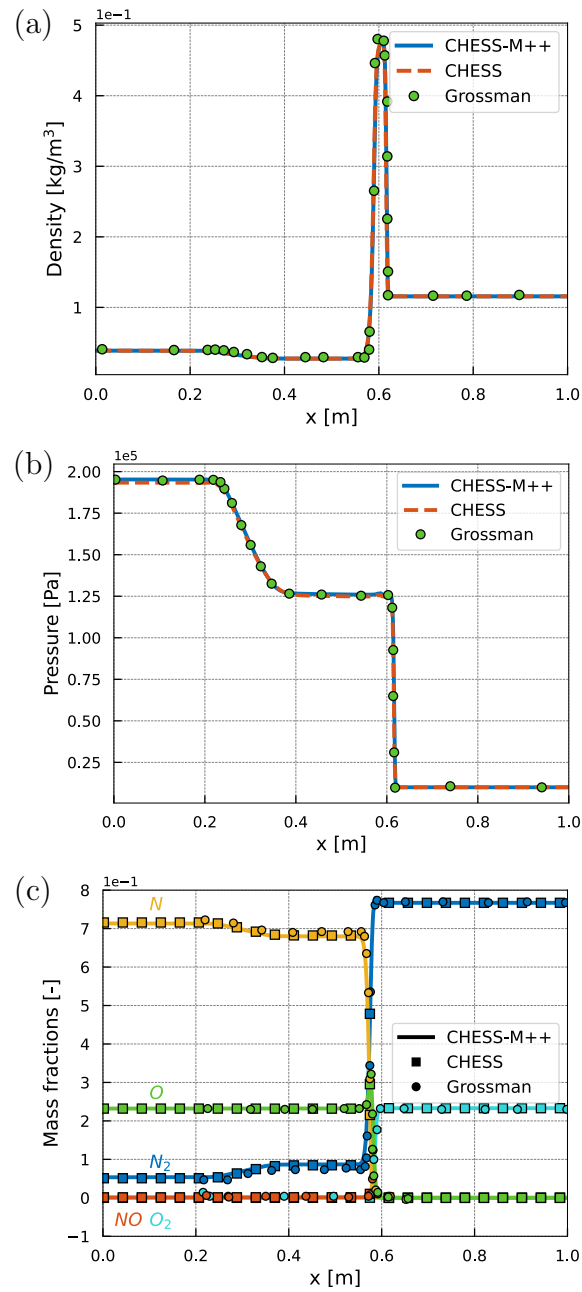 (a)
1e−1
5
4
3
2
1
Density [kg/m³]
CHESS-M++
CHESS
Grossman
0.0 0.2 0.4 0.6 0.8 1.0
x [m]
(b)
1e5
2.00
1.75
1.50
1.25
1.00
0.75
0.50
0.25
Pressure [Pa]
CHESS-M++
CHESS
Grossman
0.0 0.2 0.4 0.6 0.8 1.0
x [m]
(c)
1e−1
8
7
6
5
4
3
2
1
0
−1
Mass fractions [-]
N
O
N₂
NO O₂
CHESS-M++
CHESS
Grossman
0.0 0.2 0.4 0.6 0.8 1.0
x [m]